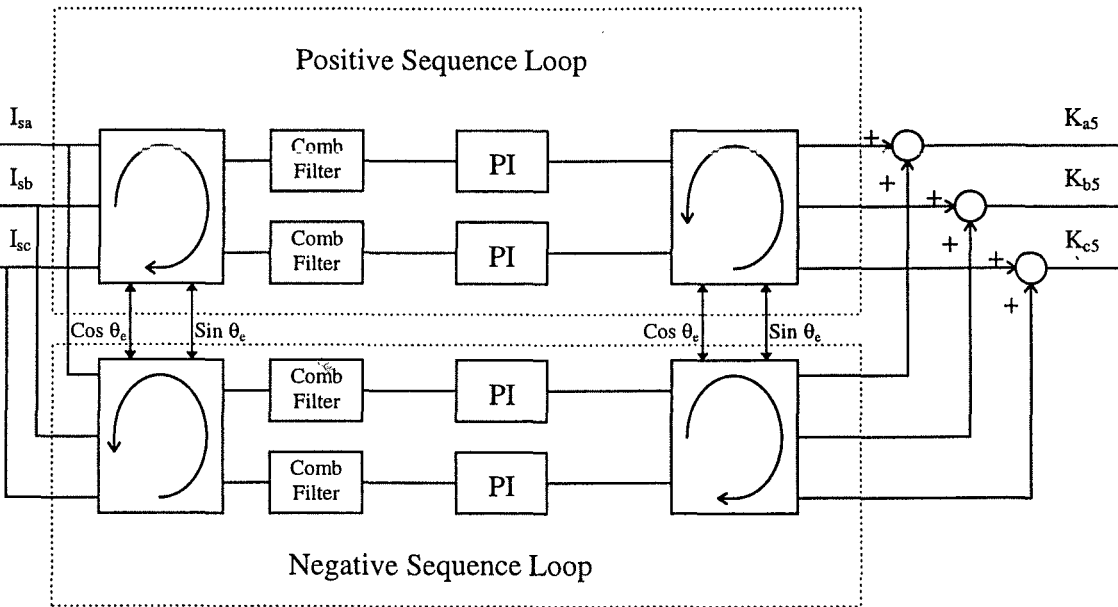 Positive Sequence Loop
I_sa
I_sb
I_sc
Comb
Filter
PI
Comb
Filter
PI
+
+
K_a5
+
+
K_b5
+
+
K_c5
Cos θ_e
Sin θ_e
Cos θ_e
Sin θ_e
Comb
Filter
PI
Comb
Filter
PI
Negative Sequence Loop